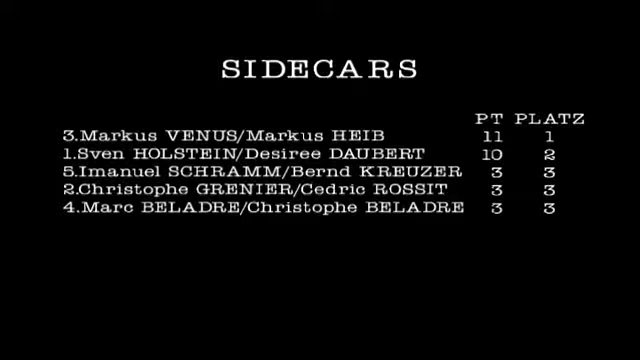 SIDECARS
PT PLATZ
3.Markus VENUS/Markus HEIB 11 1
1.Sven HOLSTEIN/Desiree DAUBERT 10 2
5.Imanuel SCHRAMM/Bernd KREUZER 3 3
2.Christophe GRENIER/Cedric ROSSIT 3 3
4.Marc BELADRE/Christophe BELADRE 3 3